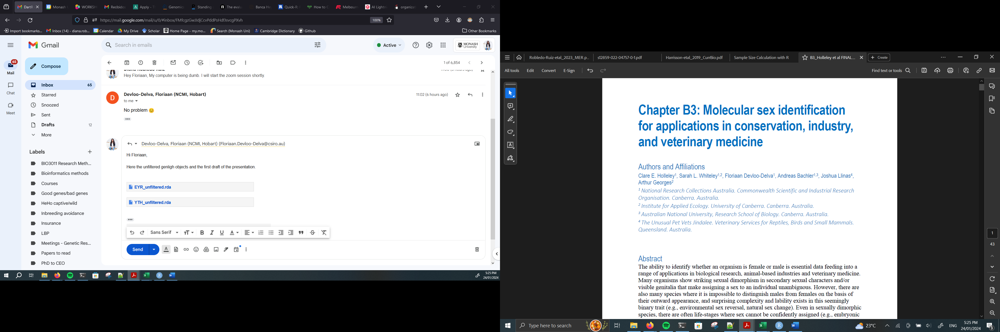 DartR
Monash
WORKSH
Recibidos
Apply - T
Genomic
Standing
The evalu
Banca He
Quick-R:
How to C
Melbourn
AI Lightn
organizat
https://mail.google.com/mail/u/0/#inbox/FMfcgzGwJJdjCcvPddPsHdfJsvcgPXvh
100%
Import bookmarks...
Inbox (14) - diana.rob...
Calendar
My Drive
Scholar
Home Page - my.mo...
Search (Monash Uni)
Cambridge Dictionary
Github
Other Bookmarks
Gmail
Search in emails
Active
MONASH University
65
Mail
Chat
Meet
Compose
Inbox 65
Starred
Snoozed
Sent
Drafts 12
More
Labels
BIO3011 Research Meth...
Bioinformatics methods
Courses
Good genes/bad genes
HeHo captive/wild
Inbreeding avoidance
Insurance
LBP
Meetings - Genetic Res...
Papers to read
PhD to CEO
1 of 6,854
Hey Floriaan, My computer is being dumb. I will start the zoom session shortly.
Devloo-Delva, Floriaan (NCMI, Hobart)
11:02 (6 hours ago)
to me
No problem 😊
Devloo-Delva, Floriaan (NCMI, Hobart) (Floriaan.Devloo-Delva@csiro.au)
Hi Floriaan,
Here the unfiltered genligh objects and the first draft of the presentation.
EYR_unfiltered.rda
YTH_unfiltered.rda
Sans Serif
Send
5:25 PM
24/01/2024
Robledo-Ruiz-etal_2023_MER.p...
s12859-022-04757-0-1.pdf
Harrisson-etal_2019_CurrBio.pdf
Sample Size Calculation with R
B3_Holleley et al FINAL...
Create
All tools
Edit
Convert
E-Sign
Find text or tools
Chapter B3: Molecular sex identification
for applications in conservation, industry,
and veterinary medicine
Authors and Affiliations
Clare E. Holleley1, Sarah L. Whiteley1,2, Floriaan Devloo-Delva1, Andreas Bachler1,3, Joshua Llinas4,
Arthur Georges2
1 National Research Collections Australia. Commonwealth Scientific and Industrial Research
Organisation. Canberra. Australia.
2 Institute for Applied Ecology. University of Canberra. Canberra. Australia.
3 Australian National University, Research School of Biology. Canberra. Australia.
4 The Unusual Pet Vets Jindalee. Veterinary Services for Reptiles, Birds and Small Mammals.
Queensland. Australia.
Abstract
The ability to identify whether an organism is female or male is essential data feeding into a
range of applications in biological research, animal-based industries and veterinary medicine.
Many organisms show striking sexual dimorphism in secondary sexual characters and/or
visible genitalia that make assigning a sex to an individual unambiguous. However, there are
also many species where it is impossible to distinguish males from females on the basis of
their outward appearance, and surprising complexity and lability exists in this seemingly
binary trait (e.g., environmental sex reversal, natural sex change). Even in sexually dimorphic
species, there are often life-stages where sex cannot be confidently assigned (e.g., embryonic
1
43
Type here to search
23°C
ENG
5:25 PM
24/01/2024
3